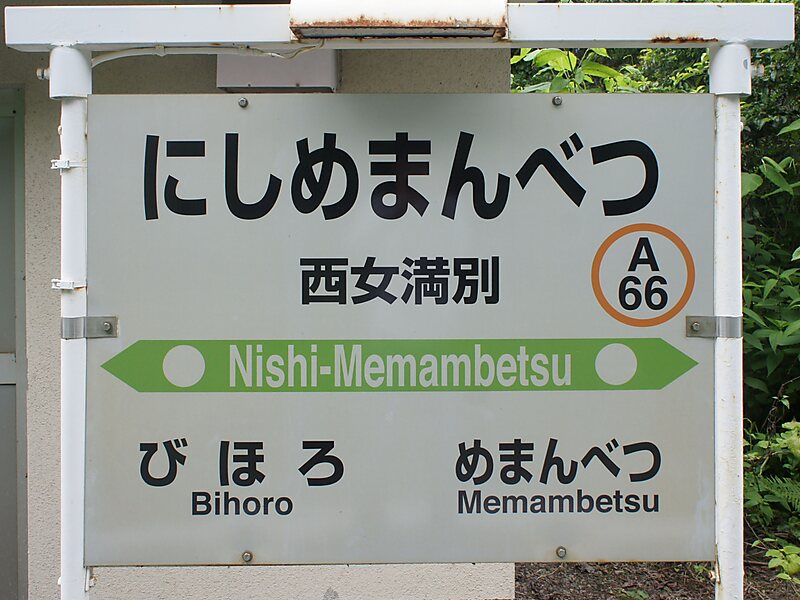 にしめまんべつ
西女満別
A
66
Nishi-Memambetsu
びほろ めまんべつ
Bihoro Memambetsu